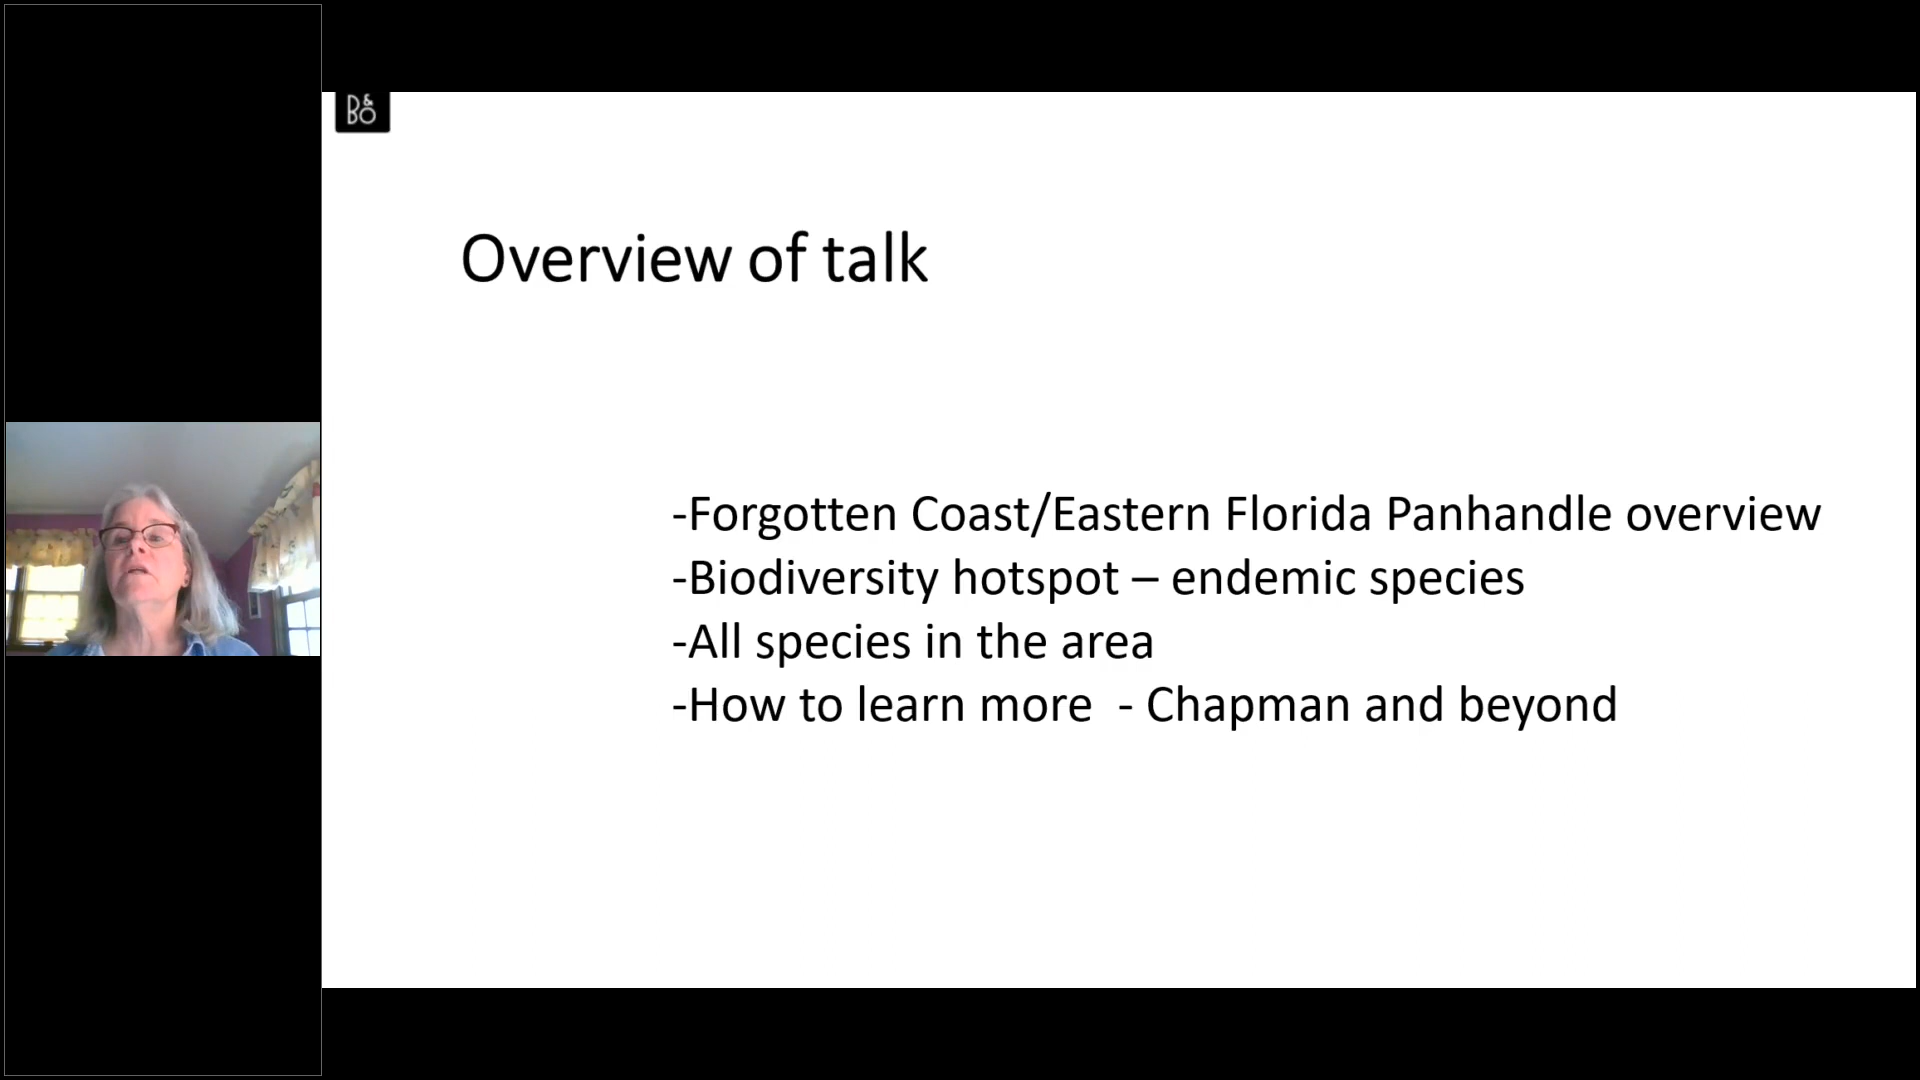 B&O
Overview of talk
-Forgotten Coast/Eastern Florida Panhandle overview
-Biodiversity hotspot – endemic species
-All species in the area
-How to learn more  - Chapman and beyond